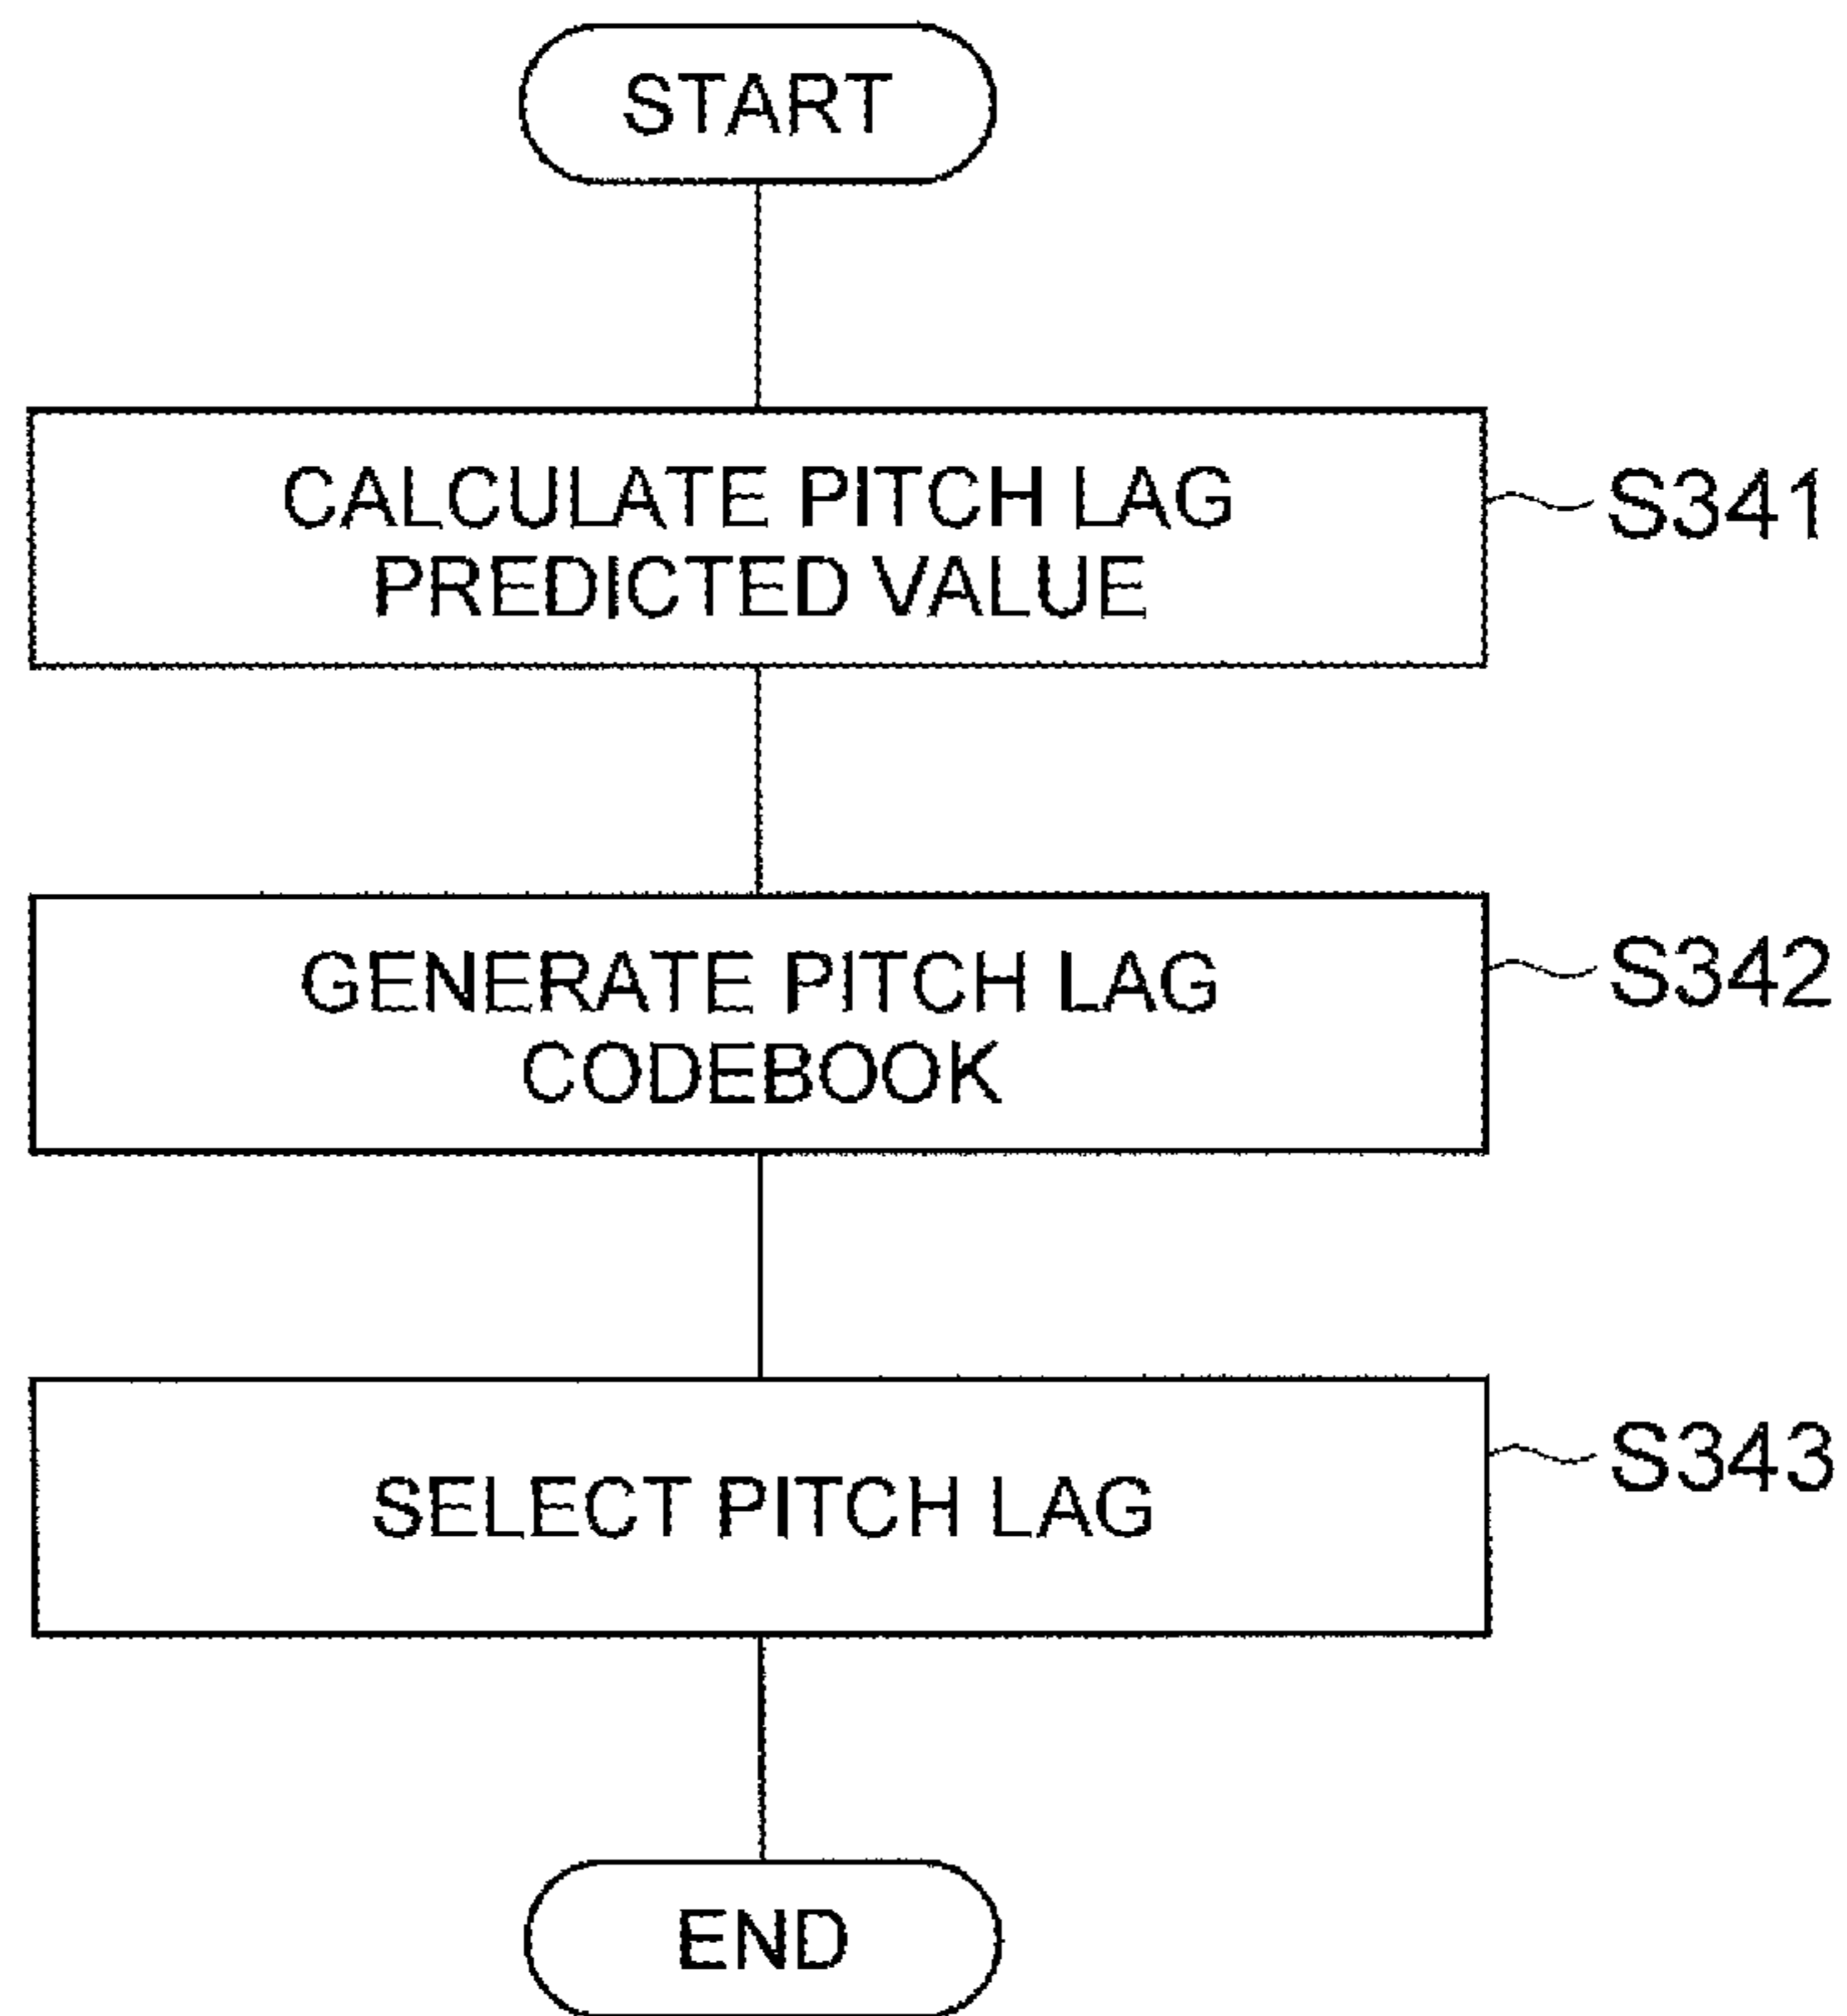 START
CALCULATE PITCH LAG
PREDICTED VALUE
S341
GENERATE PITCH LAG
CODEBOOK
S342
SELECT PITCH LAG
S343
END